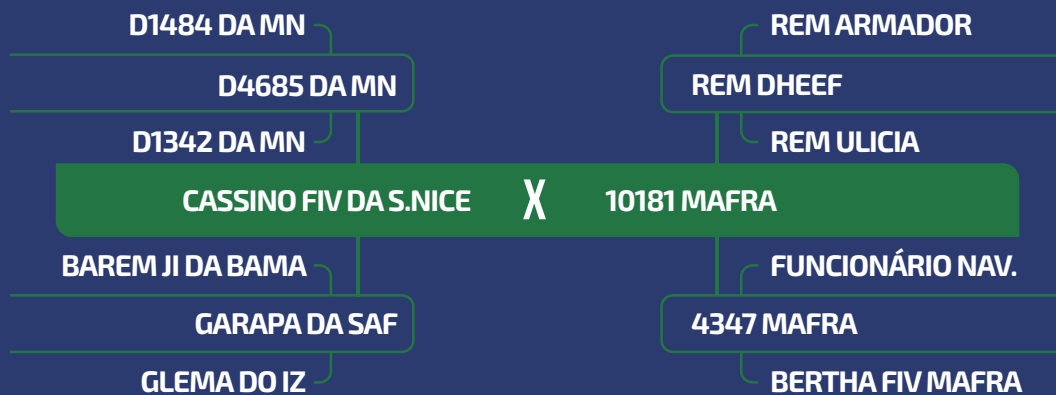 D1484 DA MN
REM ARMADOR
D4685 DA MN
REM DHEEF
D1342 DA MN
REM ULICIA
CASSINO FIV DA S.NICE X 10181 MAFRA
BAREM JI DA BAMA
FUNCIONÁRIO NAV.
GARAPA DA SAF
4347 MAFRA
GLEMA DO IZ
BERTHA FIV MAFRA